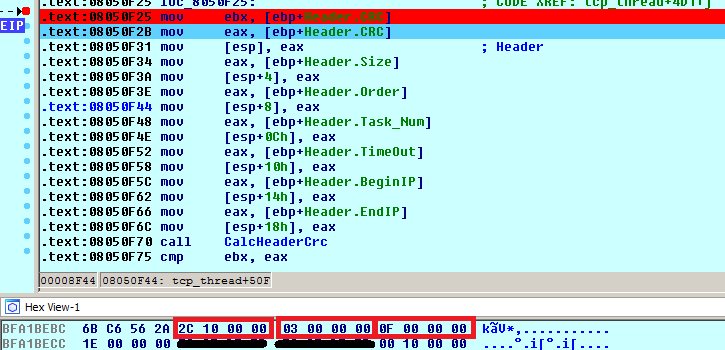 .text:08050F25 loc_8050F25: ; CODE XREF: tcp_thread+4D1↑j
.text:08050F25 mov ebx, [ebp+Header.CRC]
EIP .text:08050F2B mov eax, [ebp+Header.CRC]
.text:08050F31 mov [esp], eax ; Header
.text:08050F34 mov eax, [ebp+Header.Size]
.text:08050F3A mov [esp+4], eax
.text:08050F3E mov eax, [ebp+Header.Order]
.text:08050F44 mov [esp+8], eax
.text:08050F48 mov eax, [ebp+Header.Task_Num]
.text:08050F4E mov [esp+0Ch], eax
.text:08050F52 mov eax, [ebp+Header.TimeOut]
.text:08050F58 mov [esp+10h], eax
.text:08050F5C mov eax, [ebp+Header.BeginIP]
.text:08050F62 mov [esp+14h], eax
.text:08050F66 mov eax, [ebp+Header.EndIP]
.text:08050F6C mov [esp+18h], eax
.text:08050F70 call CalcHeaderCrc
.text:08050F75 cmp ebx, eax
00008F44 08050F44: tcp_thread+50F
Hex View-1
BFA1BEBC 6B C6 56 2A 2C 10 00 00 03 00 00 00 0F 00 00 00
BFA1BECC 1E 00 00 00 00 10 00 00